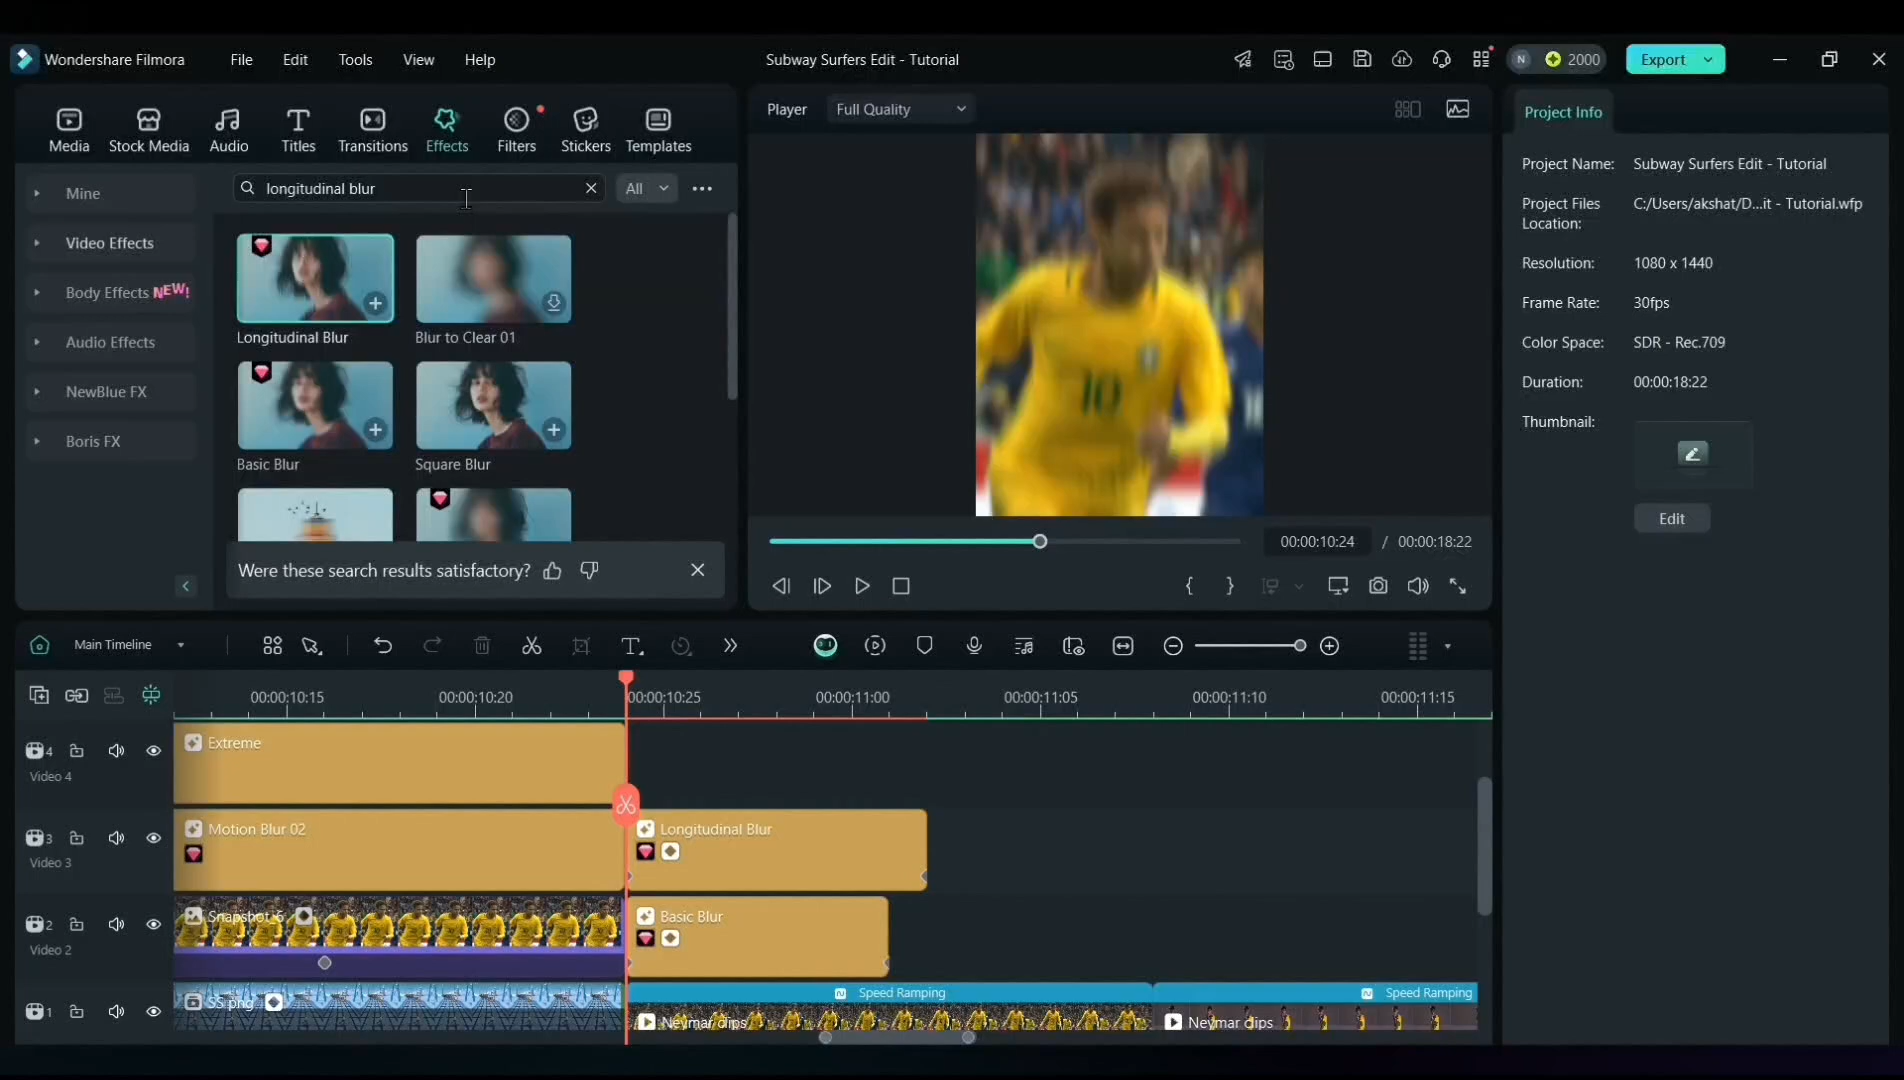 Wondershare Filmora File Edit Tools View Help Subway Surfers Edit - Tutorial N 2000 Export
Media Stock Media Audio Titles Transitions Effects Filters Stickers Templates
Mine
Video Effects
Body Effects NEW!
Audio Effects
NewBlue FX
Boris FX
longitudinal blur All
Longitudinal Blur Blur to Clear 01
Basic Blur Square Blur
Were these search results satisfactory?
Player Full Quality
10
00:00:10:24 / 00:00:18:22
Project Info
Project Name: Subway Surfers Edit - Tutorial
Project Files
Location: C:/Users/akshat/D...it - Tutorial.wfp
Resolution: 1080 x 1440
Frame Rate: 30fps
Color Space: SDR - Rec.709
Duration: 00:00:18:22
Thumbnail:
Edit
Main Timeline
00:00:10:15 00:00:10:20 00:00:10:25 00:00:11:00 00:00:11:05 00:00:11:10 00:00:11:15
4 Extreme
Video 4
3 Motion Blur 02 Longitudinal Blur
Video 3
2 Snapshot-6 Basic Blur
Video 2
Speed Ramping Speed Ramping
1 SS.png Neymar clips Neymar clips